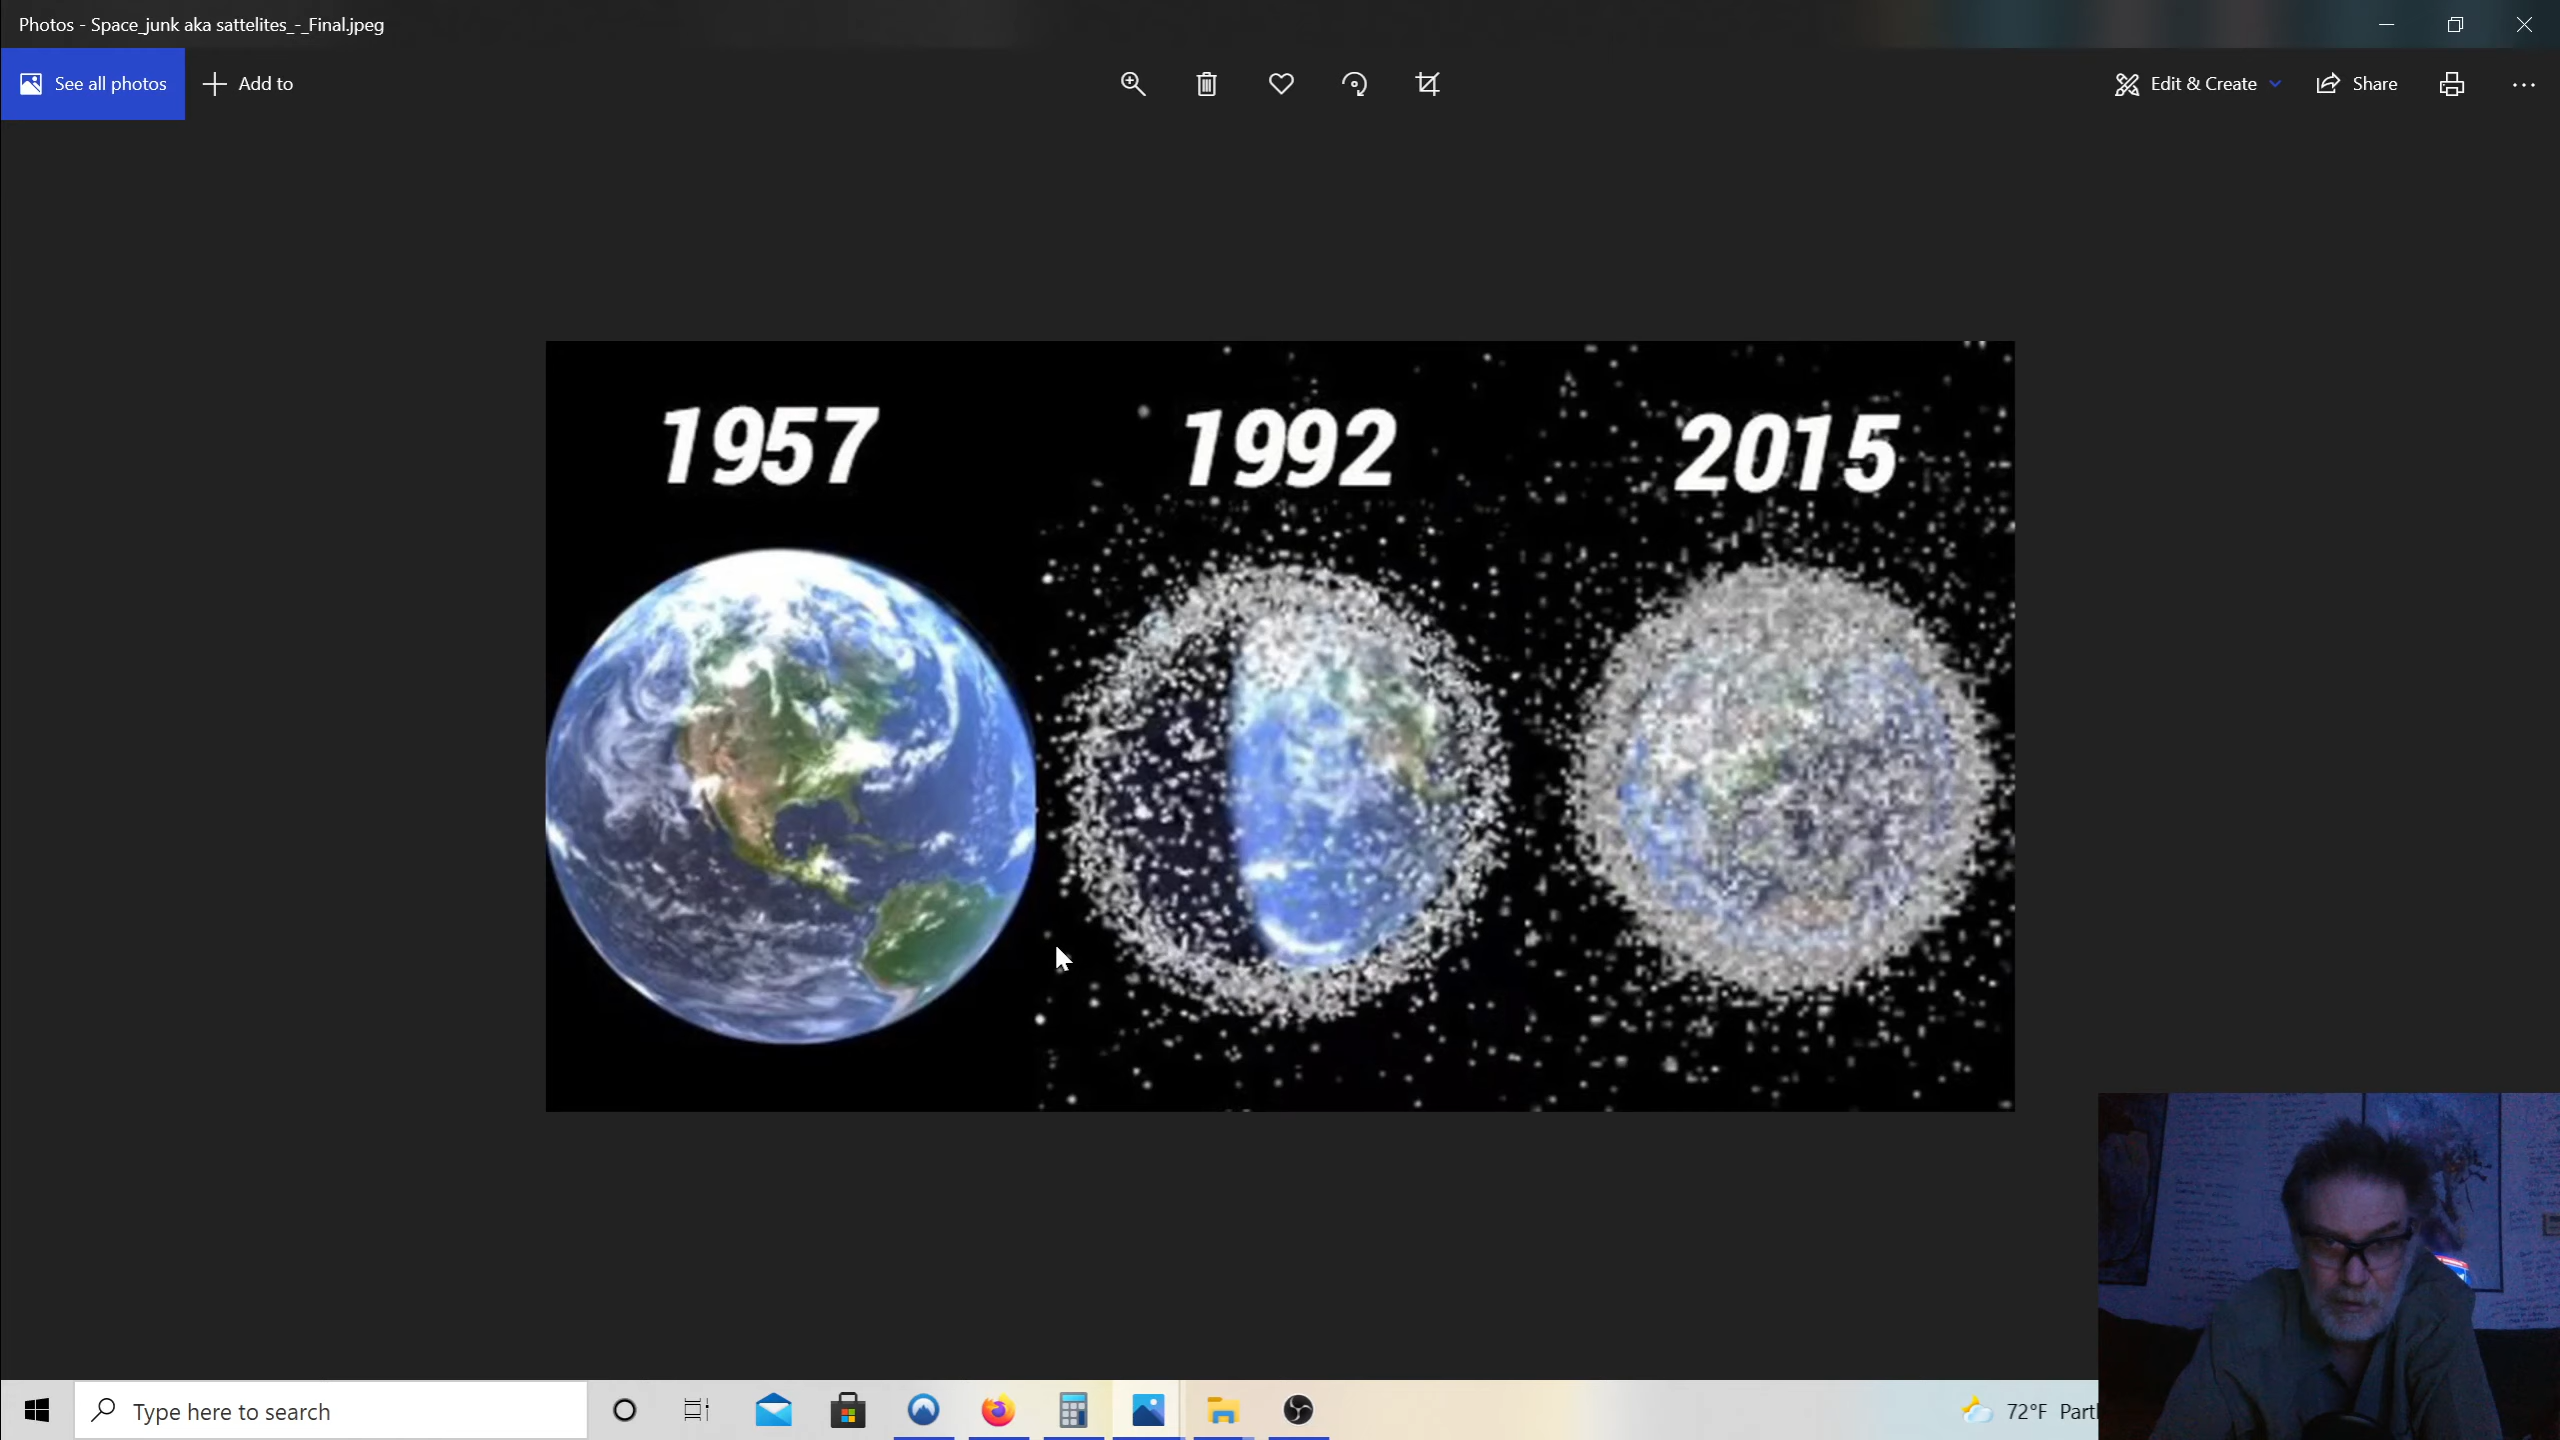 Photos - Space_junk aka sattelites_-_Final.jpeg
See all photos
Add to
Edit & Create
Share
1957
1992
2015
Type here to search
72°F